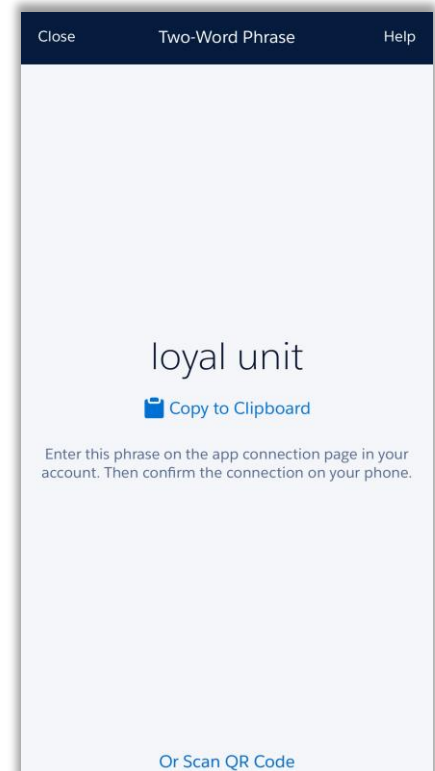 Close Two-Word Phrase Help
loyal unit
Copy to Clipboard
Enter this phrase on the app connection page in your
account. Then confirm the connection on your phone.
Or Scan QR Code